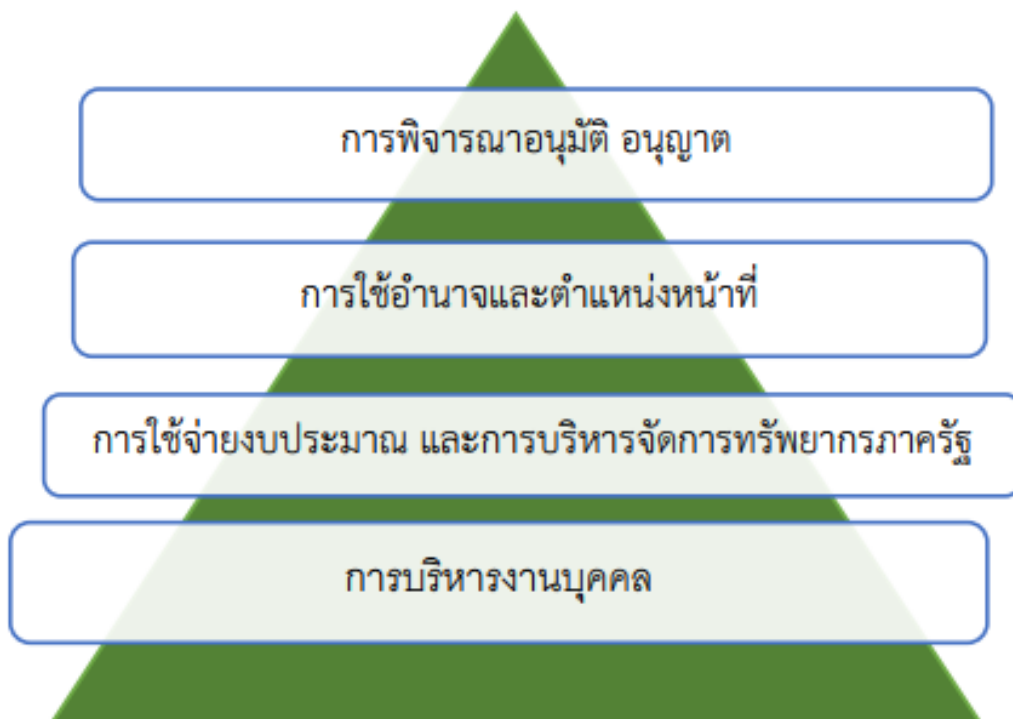 การพิจารณาอนุมัติ อนุญาต
การใช้อำนาจและตำแหน่งหน้าที่
การใช้จ่ายงบประมาณ และการบริหารจัดการทรัพยากรภาครัฐ
การบริหารงานบุคคล